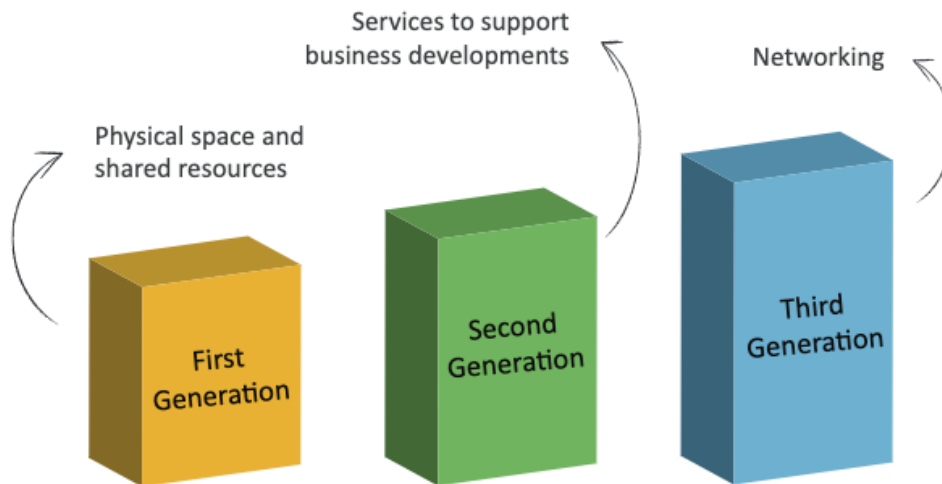 Services to support
business developments
Networking
Physical space and
shared resources
First
Generation
Second
Generation
Third
Generation